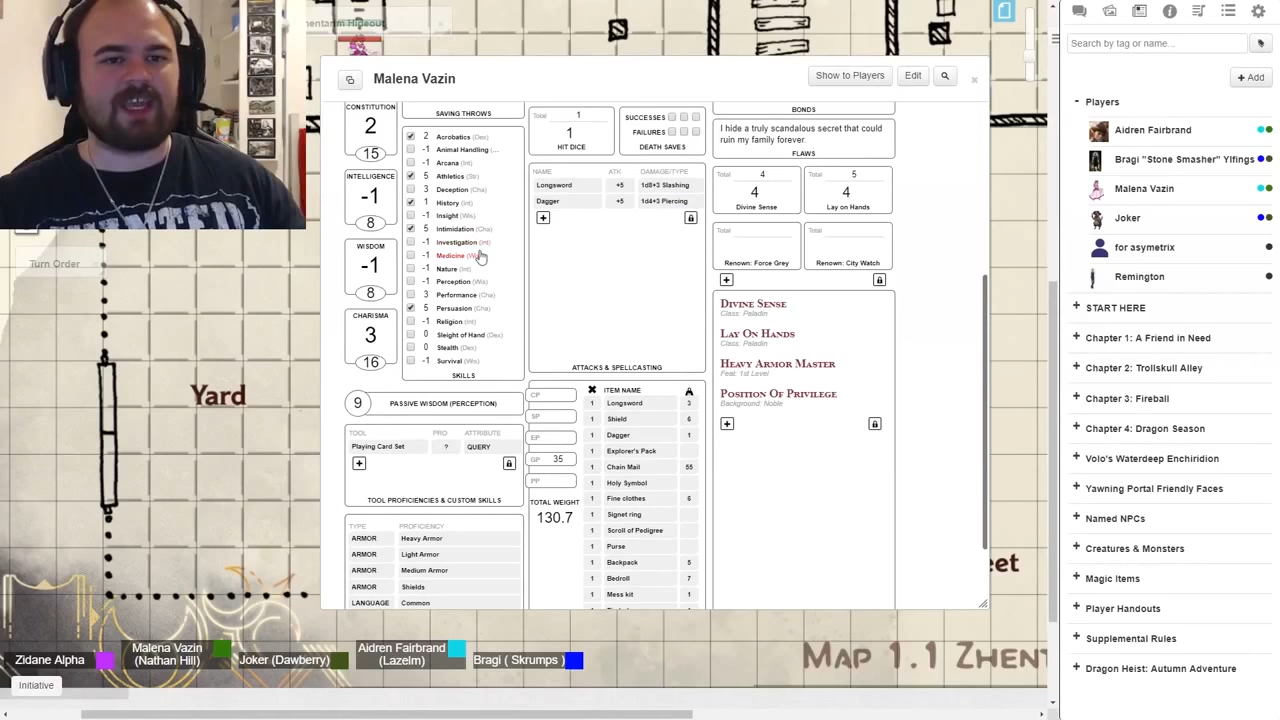 Zhentarim Hideout
Malena Vazin
Show to Players
Edit
CONSTITUTION
2
15
INTELLIGENCE
-1
8
WISDOM
-1
8
CHARISMA
3
16
SAVING THROWS
2 Acrobatics (Dex)
-1 Animal Handling (...
-1 Arcana (Int)
5 Athletics (Str)
3 Deception (Cha)
1 History (Int)
-1 Insight (Wis)
5 Intimidation (Cha)
-1 Investigation (Int)
-1 Medicine
-1 Nature (Int)
-1 Perception (Wis)
3 Performance (Cha)
5 Persuasion (Cha)
-1 Religion (Int)
0 Sleight of Hand (Dex)
0 Stealth (Dex)
-1 Survival (Wis)
SKILLS
9 PASSIVE WISDOM (PERCEPTION)
TOOL PRO ATTRIBUTE
Playing Card Set ? QUERY
+
TOOL PROFICIENCIES & CUSTOM SKILLS
TYPE PROFICIENCY
ARMOR Heavy Armor
ARMOR Light Armor
ARMOR Medium Armor
ARMOR Shields
LANGUAGE Common
Total 1
1
HIT DICE
SUCCESSES
FAILURES
DEATH SAVES
NAME ATK DAMAGE/TYPE
Longsword +5 1d8+3 Slashing
Dagger +5 1d4+3 Piercing
+
ATTACKS & SPELLCASTING
CP
SP
EP
GP 35
PP
TOTAL WEIGHT
130.7
ITEM NAME
1 Longsword 3
1 Shield 6
1 Dagger 1
1 Explorer's Pack
1 Chain Mail 55
1 Holy Symbol
1 Fine clothes 6
1 Signet ring
1 Scroll of Pedigree
1 Purse
1 Backpack 5
1 Bedroll 7
1 Mess kit 1
BONDS
I hide a truly scandalous secret that could
ruin my family forever.
FLAWS
Total 4
4
Divine Sense
Total 5
4
Lay on Hands
Total
Renown: Force Grey
Total
Renown: City Watch
+
DIVINE SENSE
Class: Paladin
LAY ON HANDS
Class: Paladin
HEAVY ARMOR MASTER
Feat: 1st Level
POSITION OF PRIVILEGE
Background: Noble
+
Turn Order
Yard
eet
MAP 1.1 ZHENT
Zidane Alpha
Malena Vazin
(Nathan Hill)
Joker (Dawberry)
Aidren Fairbrand
(Lazelm)
Bragi ( Skrumps )
Initiative
Search by tag or name...
+ Add
- Players
Aidren Fairbrand
Bragi "Stone Smasher" Ylfings
Malena Vazin
Joker
for asymetrix
Remington
+ START HERE
+ Chapter 1: A Friend in Need
+ Chapter 2: Trollskull Alley
+ Chapter 3: Fireball
+ Chapter 4: Dragon Season
+ Volo's Waterdeep Enchiridion
+ Yawning Portal Friendly Faces
+ Named NPCs
+ Creatures & Monsters
+ Magic Items
+ Player Handouts
+ Supplemental Rules
+ Dragon Heist: Autumn Adventure